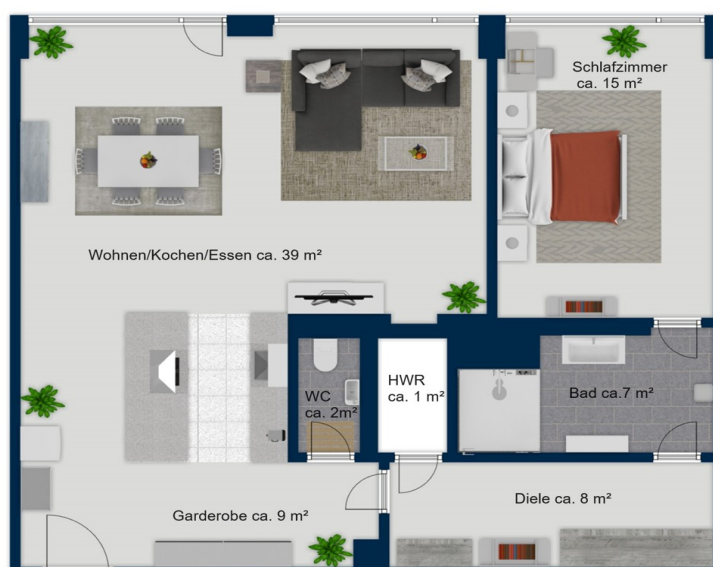 Schlafzimmer
ca. 15 m²
Wohnen/Kochen/Essen ca. 39 m²
WC
ca. 2m²
HWR
ca. 1 m²
Bad ca.7 m²
Garderobe ca. 9 m²
Diele ca. 8 m²